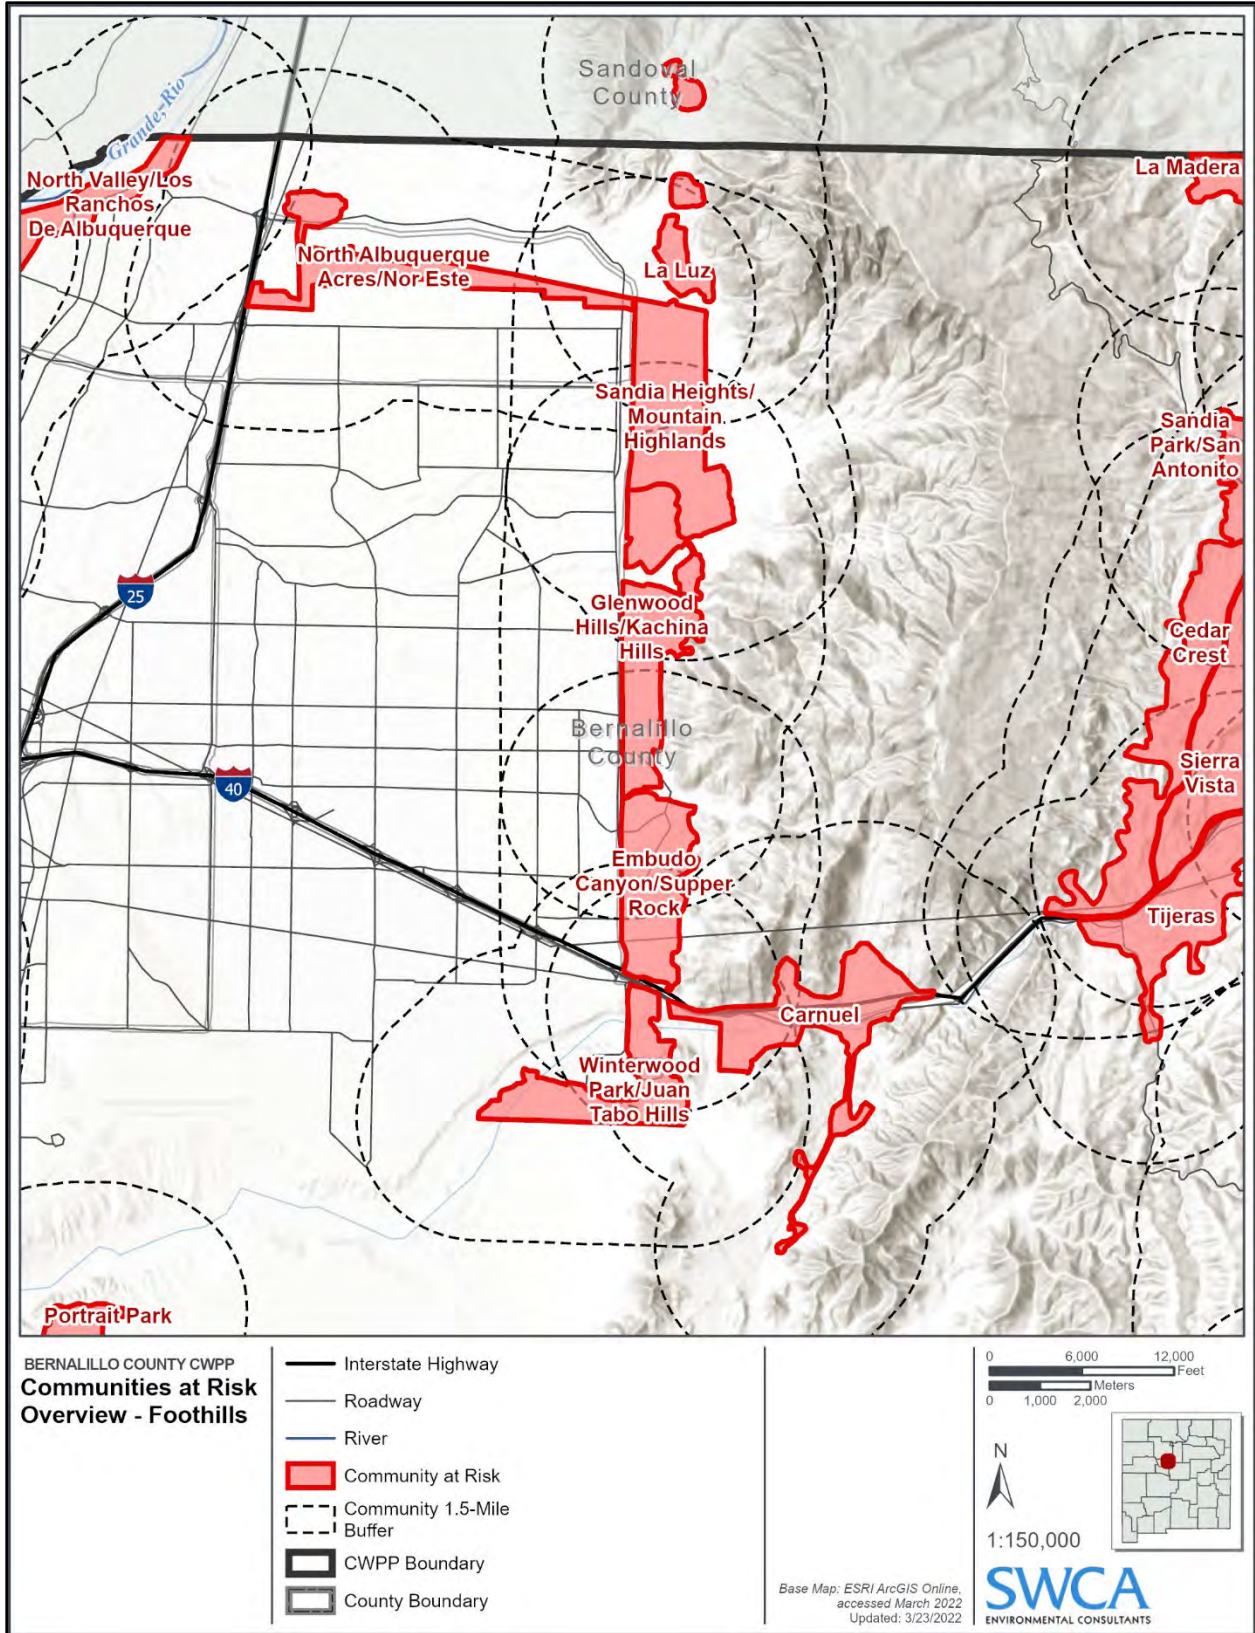 Sandoval
County
Grande, Rio
North Valley/Los
Ranchos
De Albuquerque
La Madera
North Albuquerque
Acres/Nor Este
La Luz
Sandia Heights/
Mountain
Highlands
Sandia
Park/San
Antonito
25
Glenwood
Hills/Kachina
Hills
Cedar
Crest
Bernalillo
County
Sierra
Vista
40
Embudo
Canyon/Supper
Rock
Tijeras
Carnuel
Winterwood
Park/Juan
Tabo Hills
Portrait Park
BERNALILLO COUNTY CWPP
Communities at Risk
Overview - Foothills
Interstate Highway
Roadway
River
Community at Risk
Community 1.5-Mile
Buffer
CWPP Boundary
County Boundary
Base Map: ESRI ArcGIS Online,
accessed March 2022
Updated: 3/23/2022
0 6,000 12,000
Feet
Meters
0 1,000 2,000
N
1:150,000
SWCA
ENVIRONMENTAL CONSULTANTS